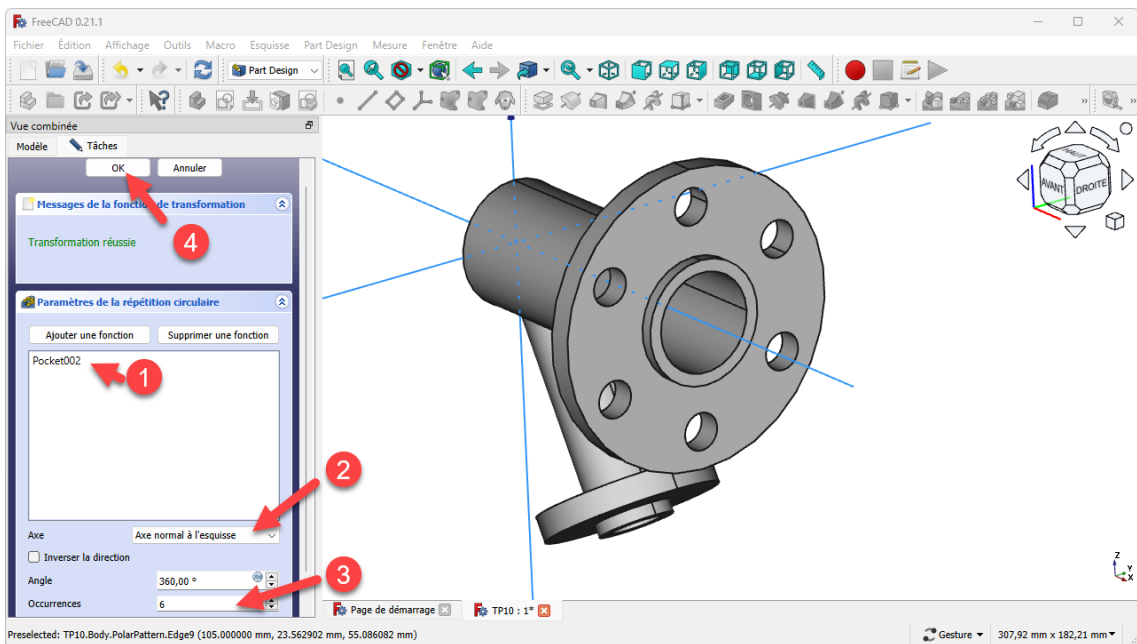 FreeCAD 0.21.1
Fichier Édition Affichage Outils Macro Esquisse Part Design Mesure Fenêtre Aide
Part Design
Vue combinée
Modèle Tâches
OK Annuler
Messages de la fonction de transformation
4
Transformation réussie
Paramètres de la répétition circulaire
Ajouter une fonction Supprimer une fonction
Pocket002
1
2
Axe Axe normal à l'esquisse
Inverser la direction
3
Angle 360,00 °
Occurrences 6
HAUT
AVANT
DROITE
Z
Y
X
Page de démarrage
TP10 : 1*
Preselected: TP10.Body.PolarPattern.Edge9 (105.000000 mm, 23.562902 mm, 55.086082 mm)
Gesture
307,92 mm x 182,21 mm